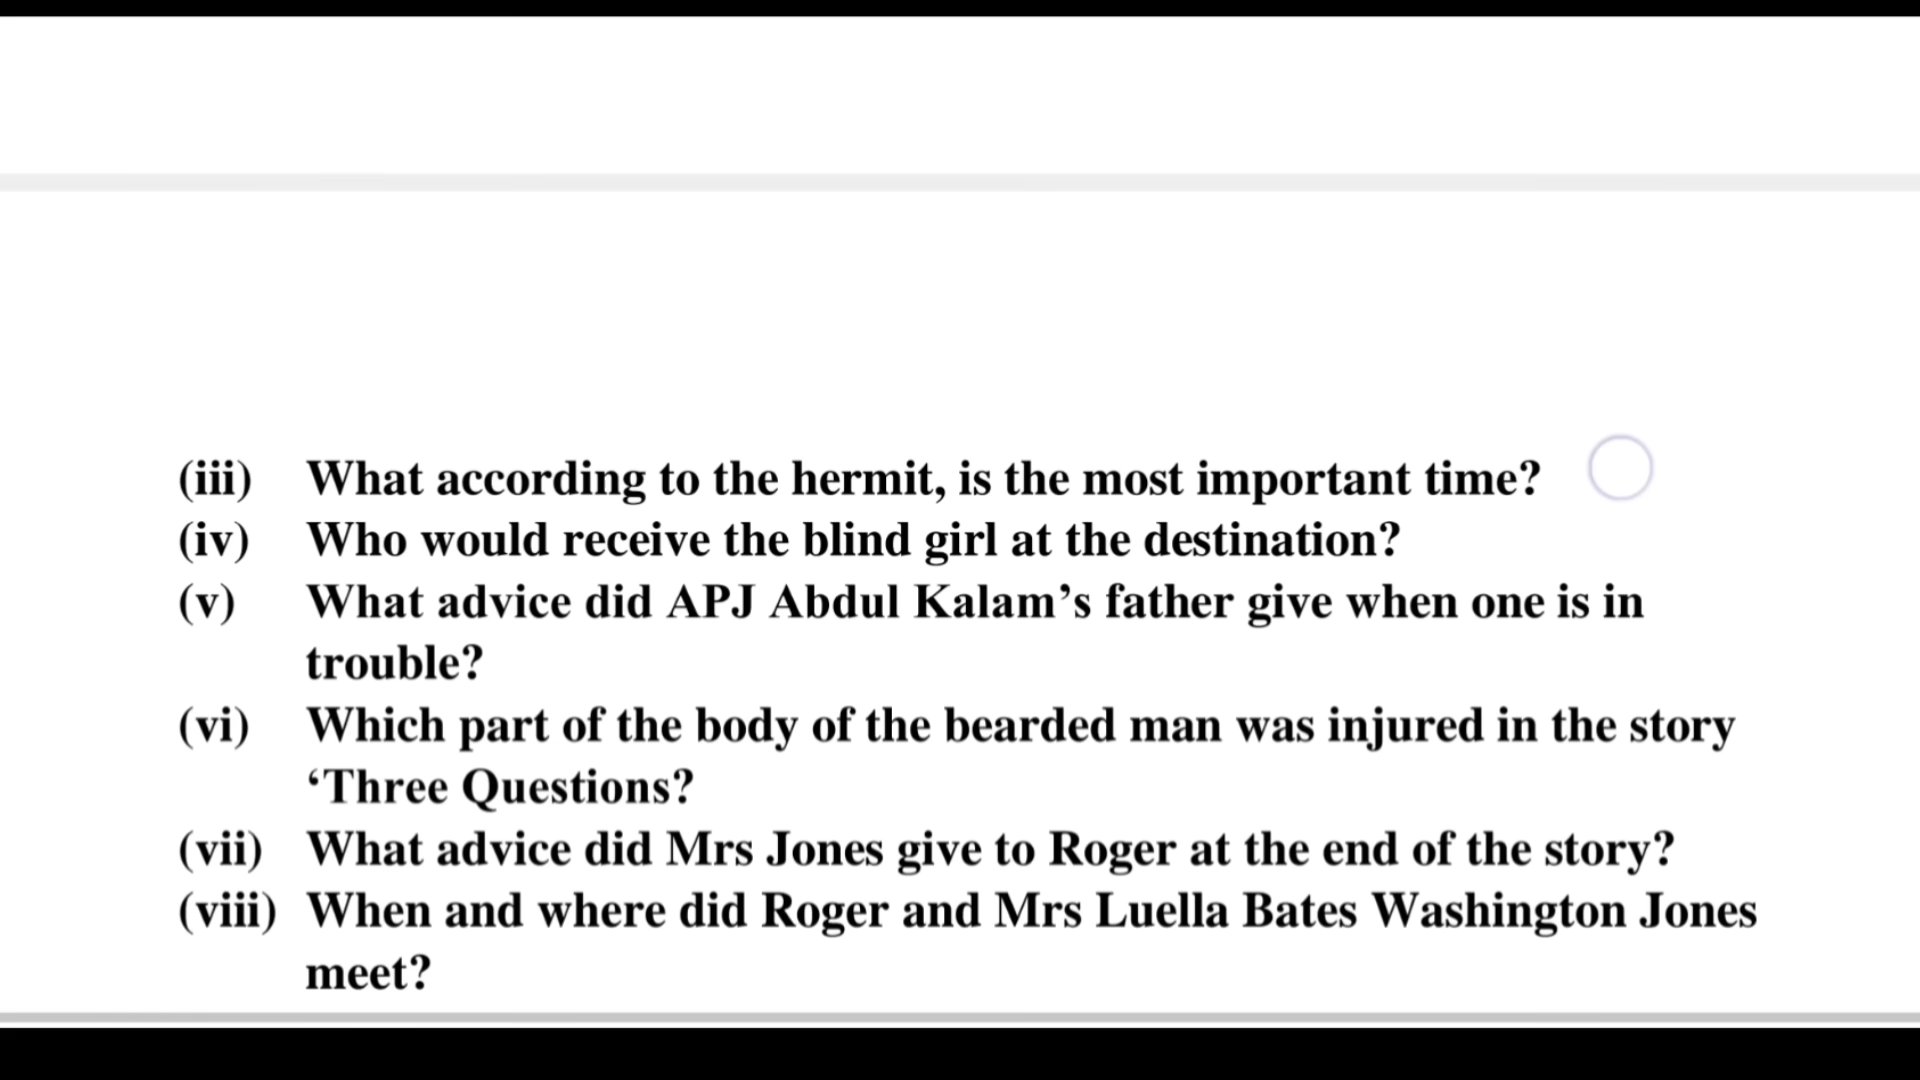 (iii) What according to the hermit, is the most important time?
(iv) Who would receive the blind girl at the destination?
(v) What advice did APJ Abdul Kalam’s father give when one is in
trouble?
(vi) Which part of the body of the bearded man was injured in the story
‘Three Questions?
(vii) What advice did Mrs Jones give to Roger at the end of the story?
(viii) When and where did Roger and Mrs Luella Bates Washington Jones
meet?